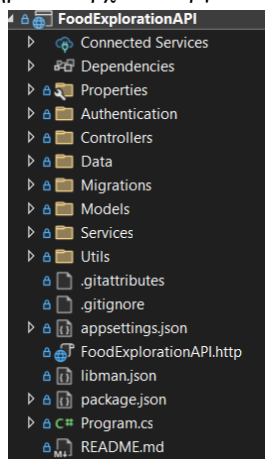 FoodExplorationAPI
Connected Services
Dependencies
Properties
Authentication
Controllers
Data
Migrations
Models
Services
Utils
.gitattributes
.gitignore
appsettings.json
FoodExplorationAPI.http
libman.json
package.json
C# Program.cs
README.md